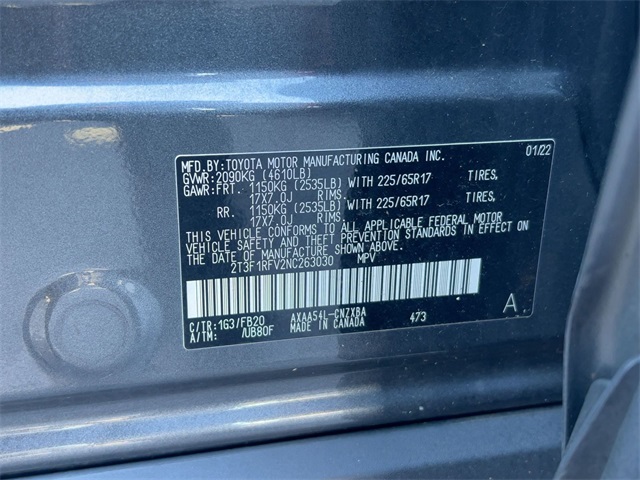 MFD.BY: TOYOTA MOTOR MANUFACTURING CANADA INC. 01/22
GVWR: 2090KG (4610LB)
GAWR: FRT. 1150KG (2535LB) WITH 225/65R17 TIRES,
17X7.0J RIMS
RR. 1150KG (2535LB) WITH 225/65R17 TIRES,
17X7.0J RIMS.
THIS VEHICLE CONFORMS TO ALL APPLICABLE FEDERAL MOTOR
VEHICLE SAFETY AND THEFT PREVENTION STANDARDS IN EFFECT ON
THE DATE OF MANUFACTURE SHOWN ABOVE.
2T3F1RFV2NC263030 MPV
A
C/TR: 1G3/FB20 AXAA54L-CNZXBA 473
A/TM: /UB80F MADE IN CANADA